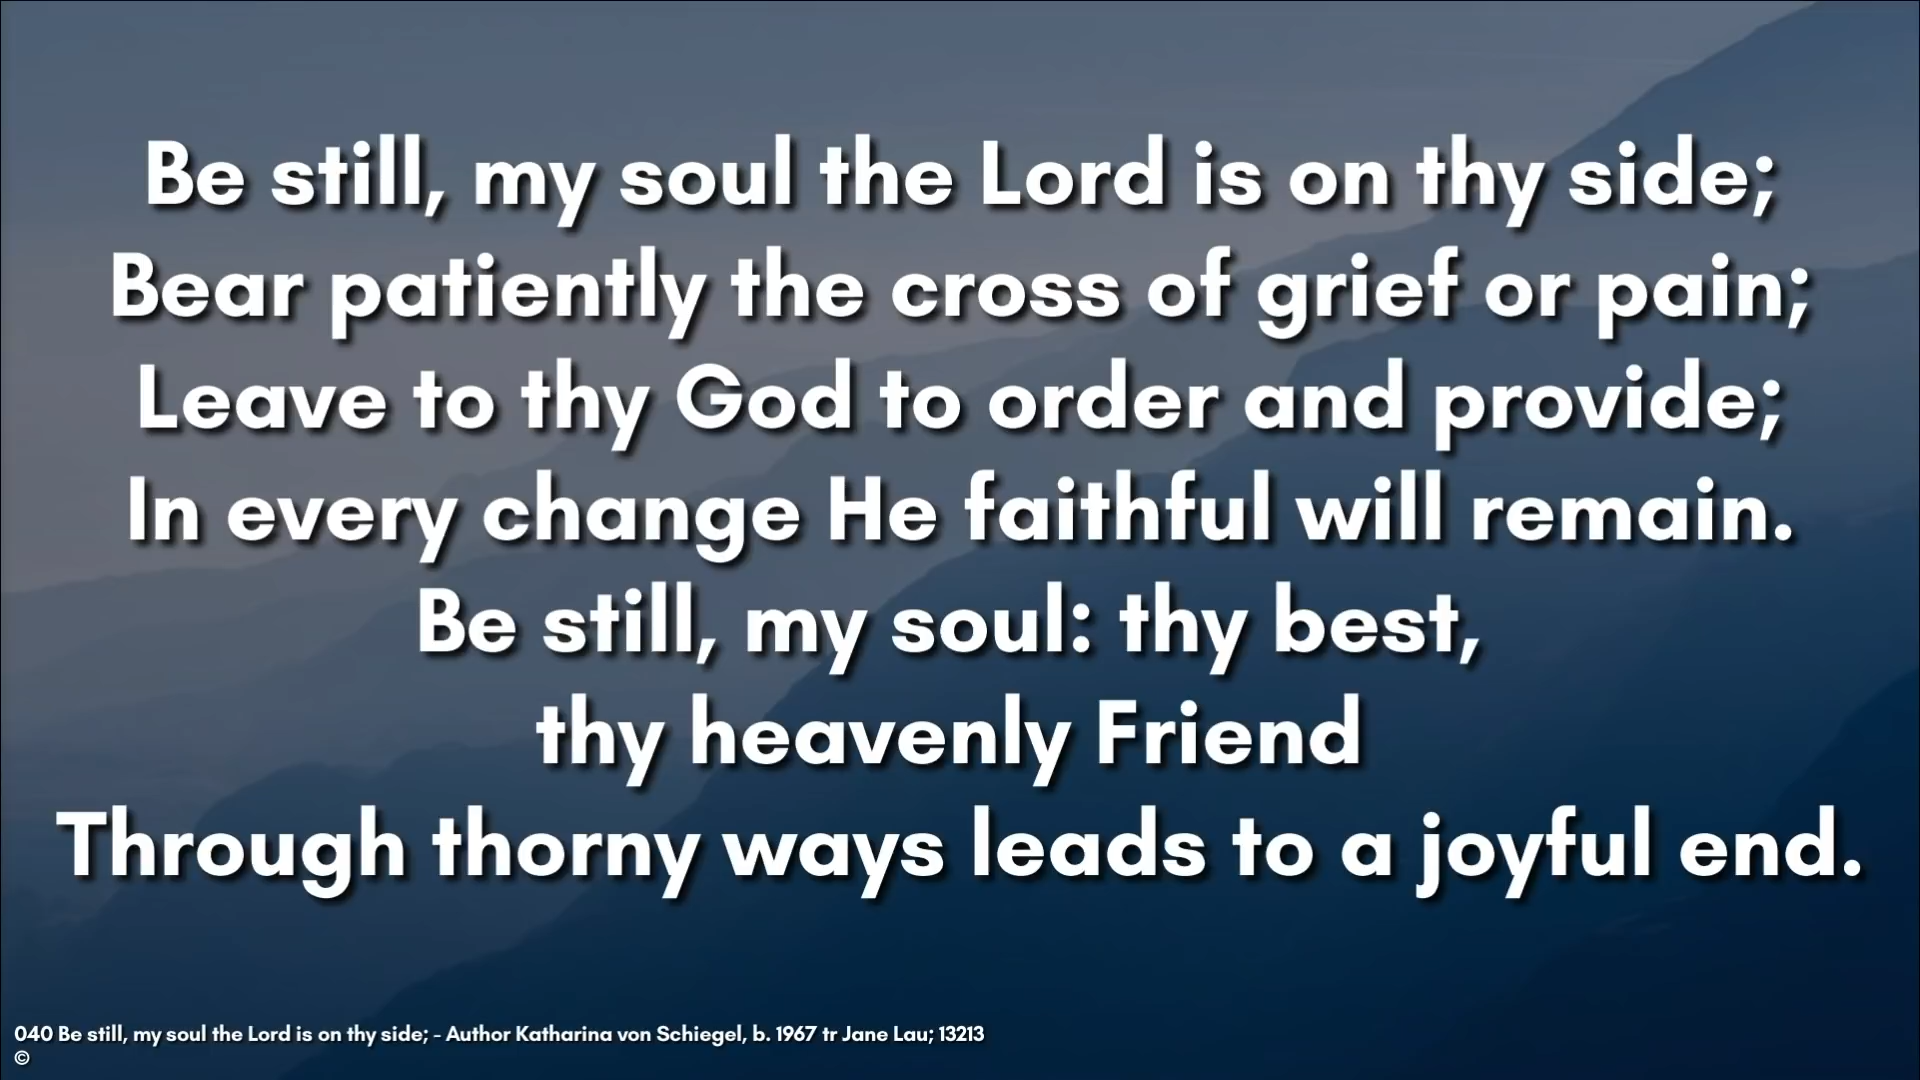 Be still, my soul the Lord is on thy side;
Bear patiently the cross of grief or pain;
Leave to thy God to order and provide;
In every change He faithful will remain.
Be still, my soul: thy best,
thy heavenly Friend
Through thorny ways leads to a joyful end.
040 Be still, my soul the Lord is on thy side; - Author Katharina von Schiegel, b. 1967 tr Jane Lau; 13213
©